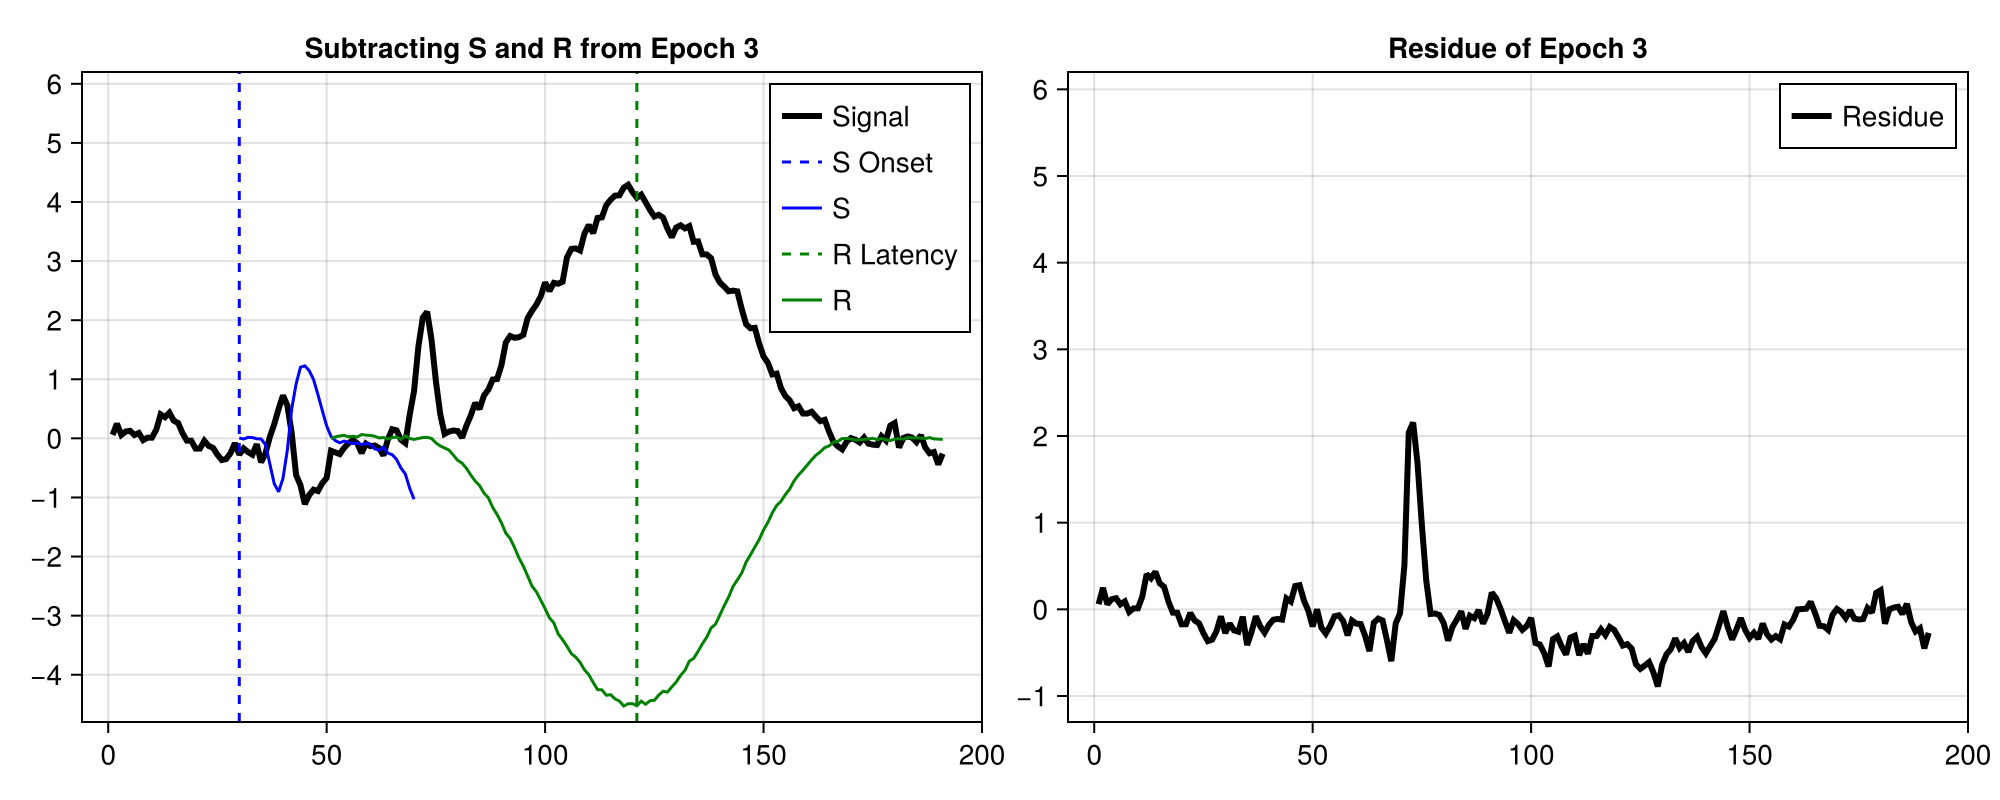 Subtracting S and R from Epoch 3
6
5
4
3
2
1
0
−1
−2
−3
−4
0 50 100 150 200
Signal
S Onset
S
R Latency
R
Residue of Epoch 3
6
5
4
3
2
1
0
−1
0 50 100 150 200
Residue